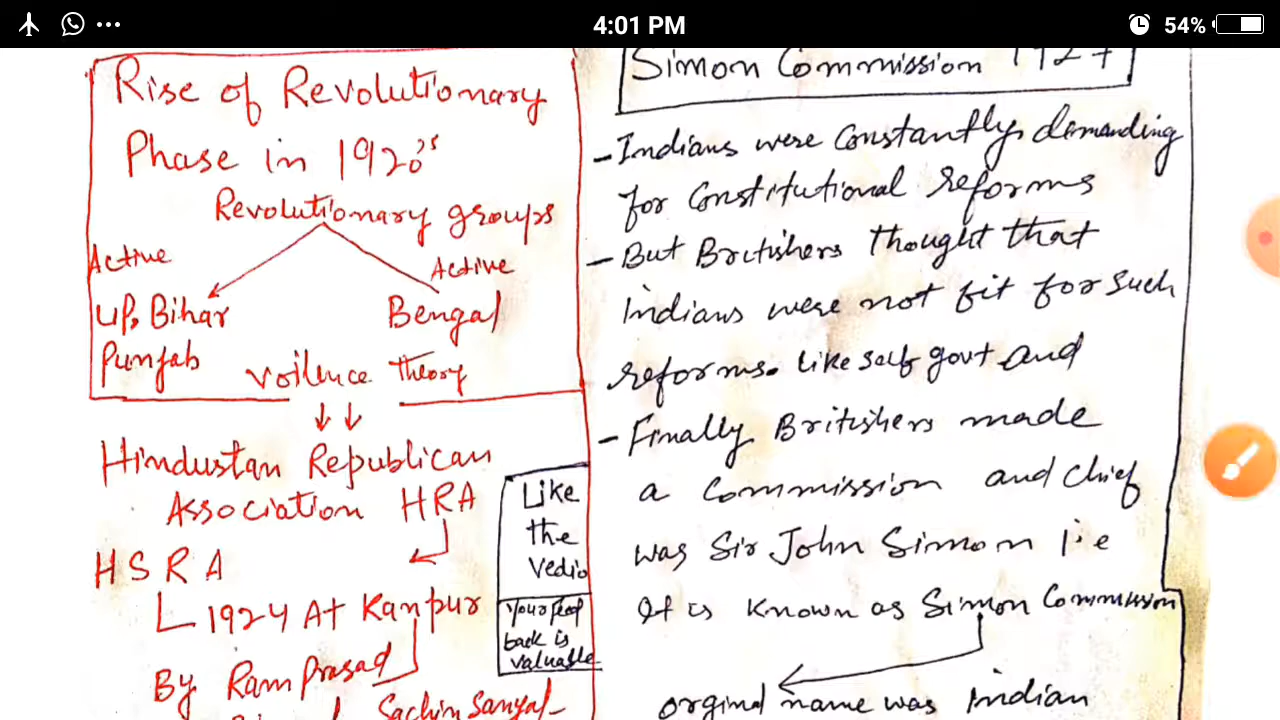 4:01 PM
54%
Rise of Revolutionary
Phase in 1920's
Revolutionary groups
Active
Active
UP, Bihar
Punjab
Bengal
voilence theory
Hindustan Republican
Association HRA
HSRA
1924 At Kanpur
By Ram Prasad
Sachin Sanyal
Like
the
Vedio
Your feed
back is
valuable
Simon Commission 1927
- Indians were Constantly demanding
for Constitutional reforms
- But Britishers thought that
Indians were not fit for such
reforms. like self govt and
- Finally Britishers made
a Commission and chief
was Sir John Simon i.e
It is known as Simon Commission
orginal name was Indian